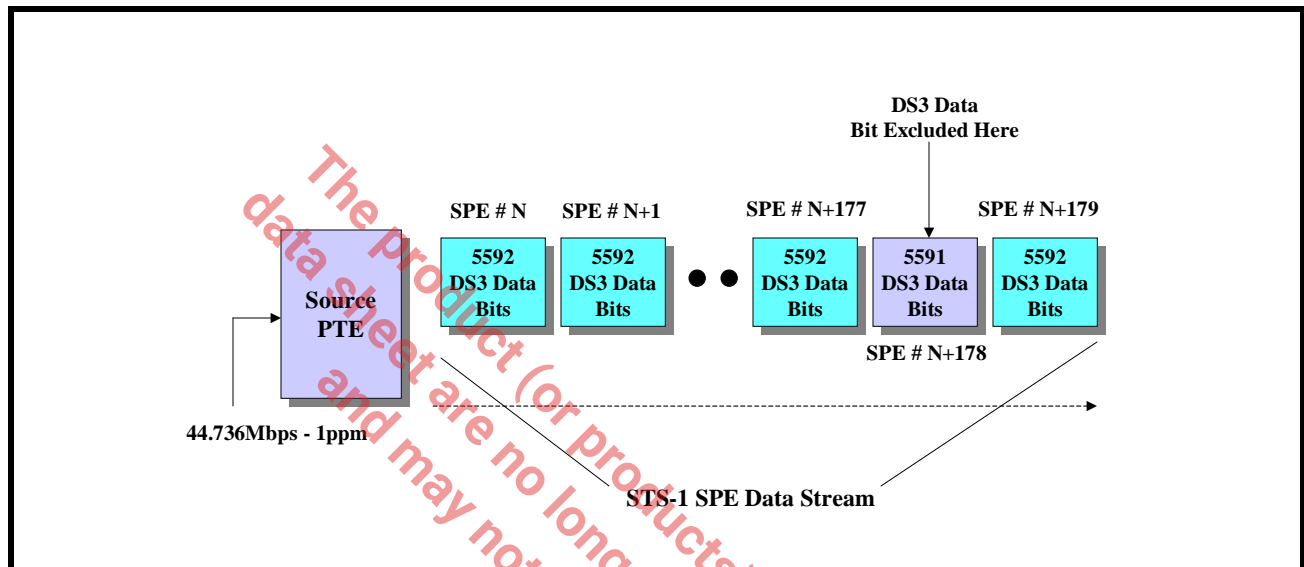 DS3 Data
Bit Excluded Here
SPE # N
SPE # N+1
SPE # N+177
SPE # N+179
5592
DS3 Data
Bits
5592
DS3 Data
Bits
5592
DS3 Data
Bits
5591
DS3 Data
Bits
5592
DS3 Data
Bits
Source
PTE
SPE # N+178
44.736Mbps - 1ppm
STS-1 SPE Data Stream
The product (or products)
data sheet are no long
and may not